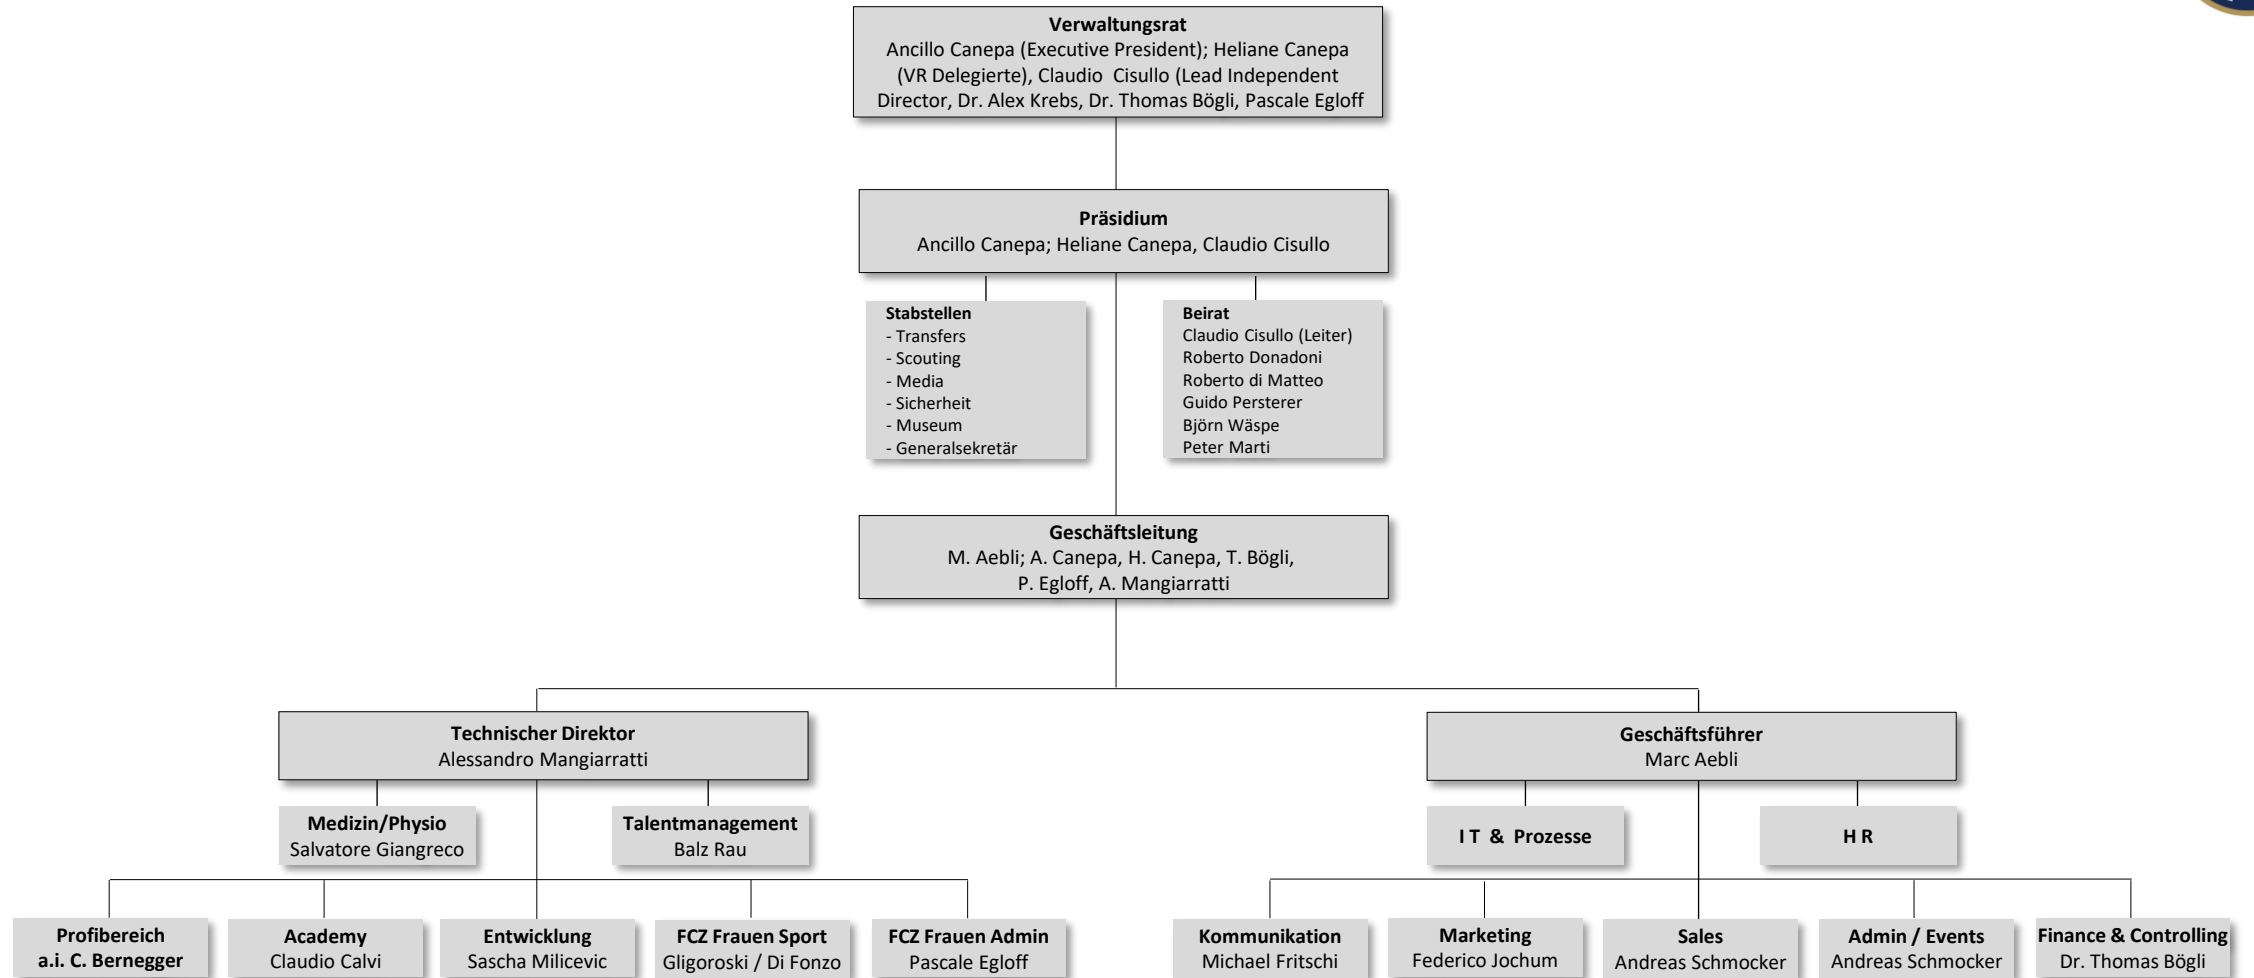 Verwaltungsrat
Ancillo Canepa (Executive President); Heliane Canepa
(VR Delegierte), Claudio Cisullo (Lead Independent
Director, Dr. Alex Krebs, Dr. Thomas Bögli, Pascale Egloff
Präsidium
Ancillo Canepa; Heliane Canepa, Claudio Cisullo
Stabstellen
- Transfers
- Scouting
- Media
- Sicherheit
- Museum
- Generalsekretär
Beirat
Claudio Cisullo (Leiter)
Roberto Donadoni
Roberto di Matteo
Guido Persterer
Björn Wäspe
Peter Marti
Geschäftsleitung
M. Aebli; A. Canepa, H. Canepa, T. Bögli,
P. Egloff, A. Mangiarratti
Technischer Direktor
Alessandro Mangiarratti
Geschäftsführer
Marc Aebli
Medizin/Physio
Salvatore Giangreco
Talentmanagement
Balz Rau
I T & Prozesse
H R
Profibereich
a.i. C. Bernegger
Academy
Claudio Calvi
Entwicklung
Sascha Milicevic
FCZ Frauen Sport
Gligoroski / Di Fonzo
FCZ Frauen Admin
Pascale Egloff
Kommunikation
Michael Fritschi
Marketing
Federico Jochum
Sales
Andreas Schmocker
Admin / Events
Andreas Schmocker
Finance & Controlling
Dr. Thomas Bögli